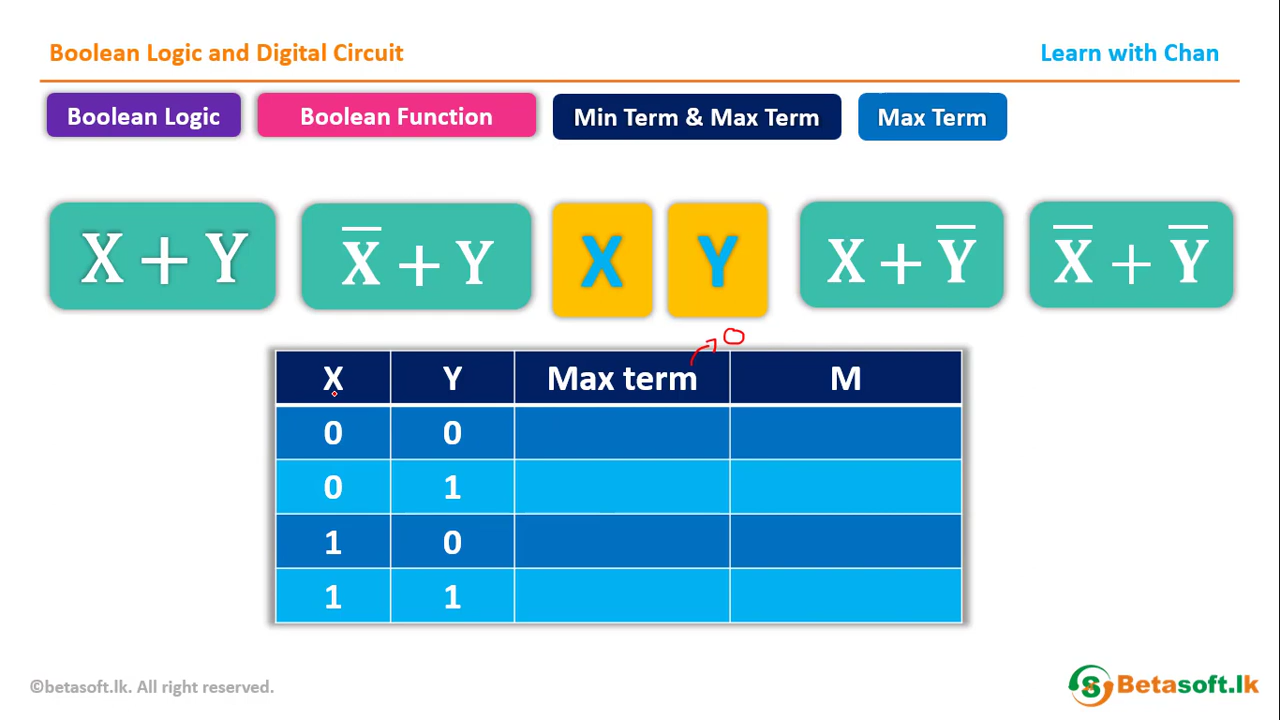 Boolean Logic and Digital Circuit
Learn with Chan
Boolean Logic
Boolean Function
Min Term & Max Term
Max Term
X + Y
X̅ + Y
X
Y
X + Y̅
X̅ + Y̅
0
X Y Max term M
0 0
0 1
1 0
1 1
©betasoft.lk. All right reserved.
Betasoft.lk